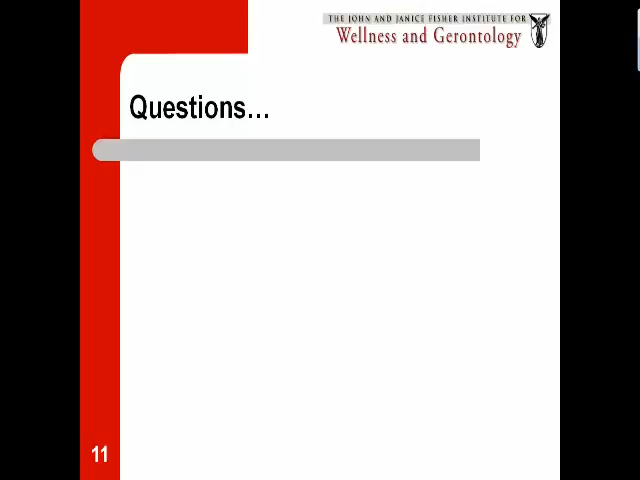 THE JOHN AND JANICE FISHER INSTITUTE FOR
Wellness and Gerontology
Questions...
11